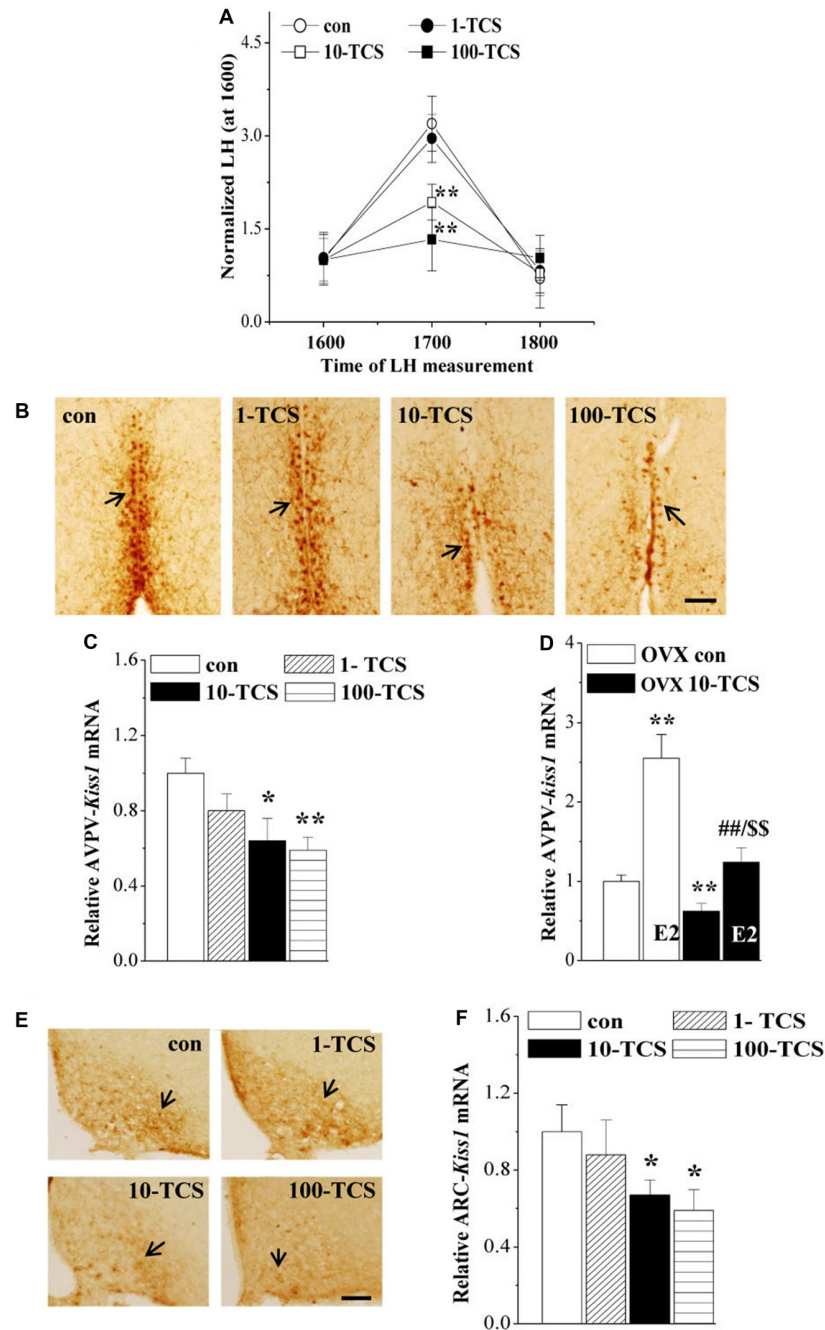 A
con 1-TCS
10-TCS 100-TCS
Normalized LH (at 1600)
4.5
3.0
1.5
0.0
**
**
1600 1700 1800
Time of LH measurement
B
con 1-TCS 10-TCS 100-TCS
C
con 1- TCS
10-TCS 100-TCS
Relative AVPV-Kiss1 mRNA
1.6
1.2
0.8
0.4
0.0
*
**
D
OVX con
OVX 10-TCS
Relative AVPV-kiss1 mRNA
4
3
2
1
0
**
**
##/$$
E2 E2
E
con 1-TCS
10-TCS 100-TCS
F
con 1- TCS
10-TCS 100-TCS
Relative ARC-Kiss1 mRNA
1.6
1.2
0.8
0.4
0.0
* *